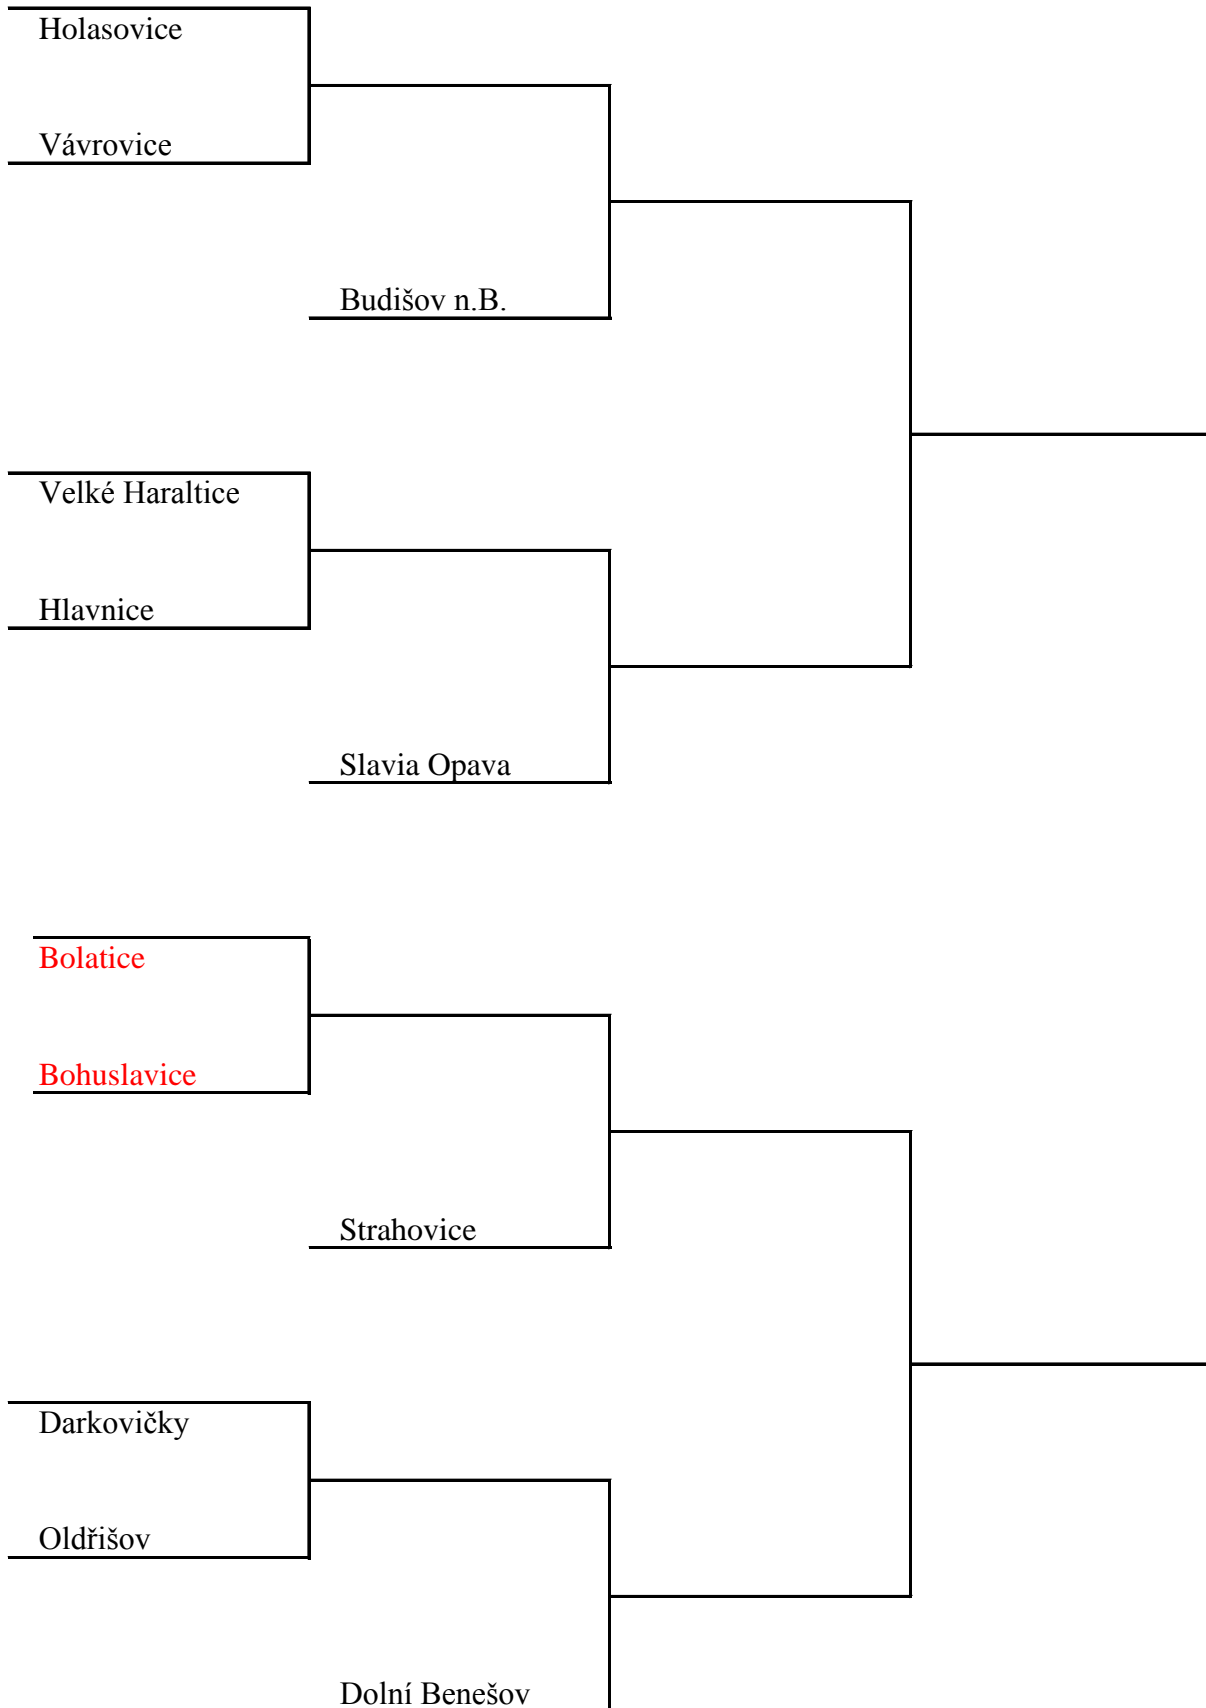 Holasovice
Vávrovice
Budišov n.B.
Velké Haraltice
Hlavnice
Slavia Opava
Bolatice
Bohuslavice
Strahovice
Darkovičky
Oldřišov
Dolní Benešov